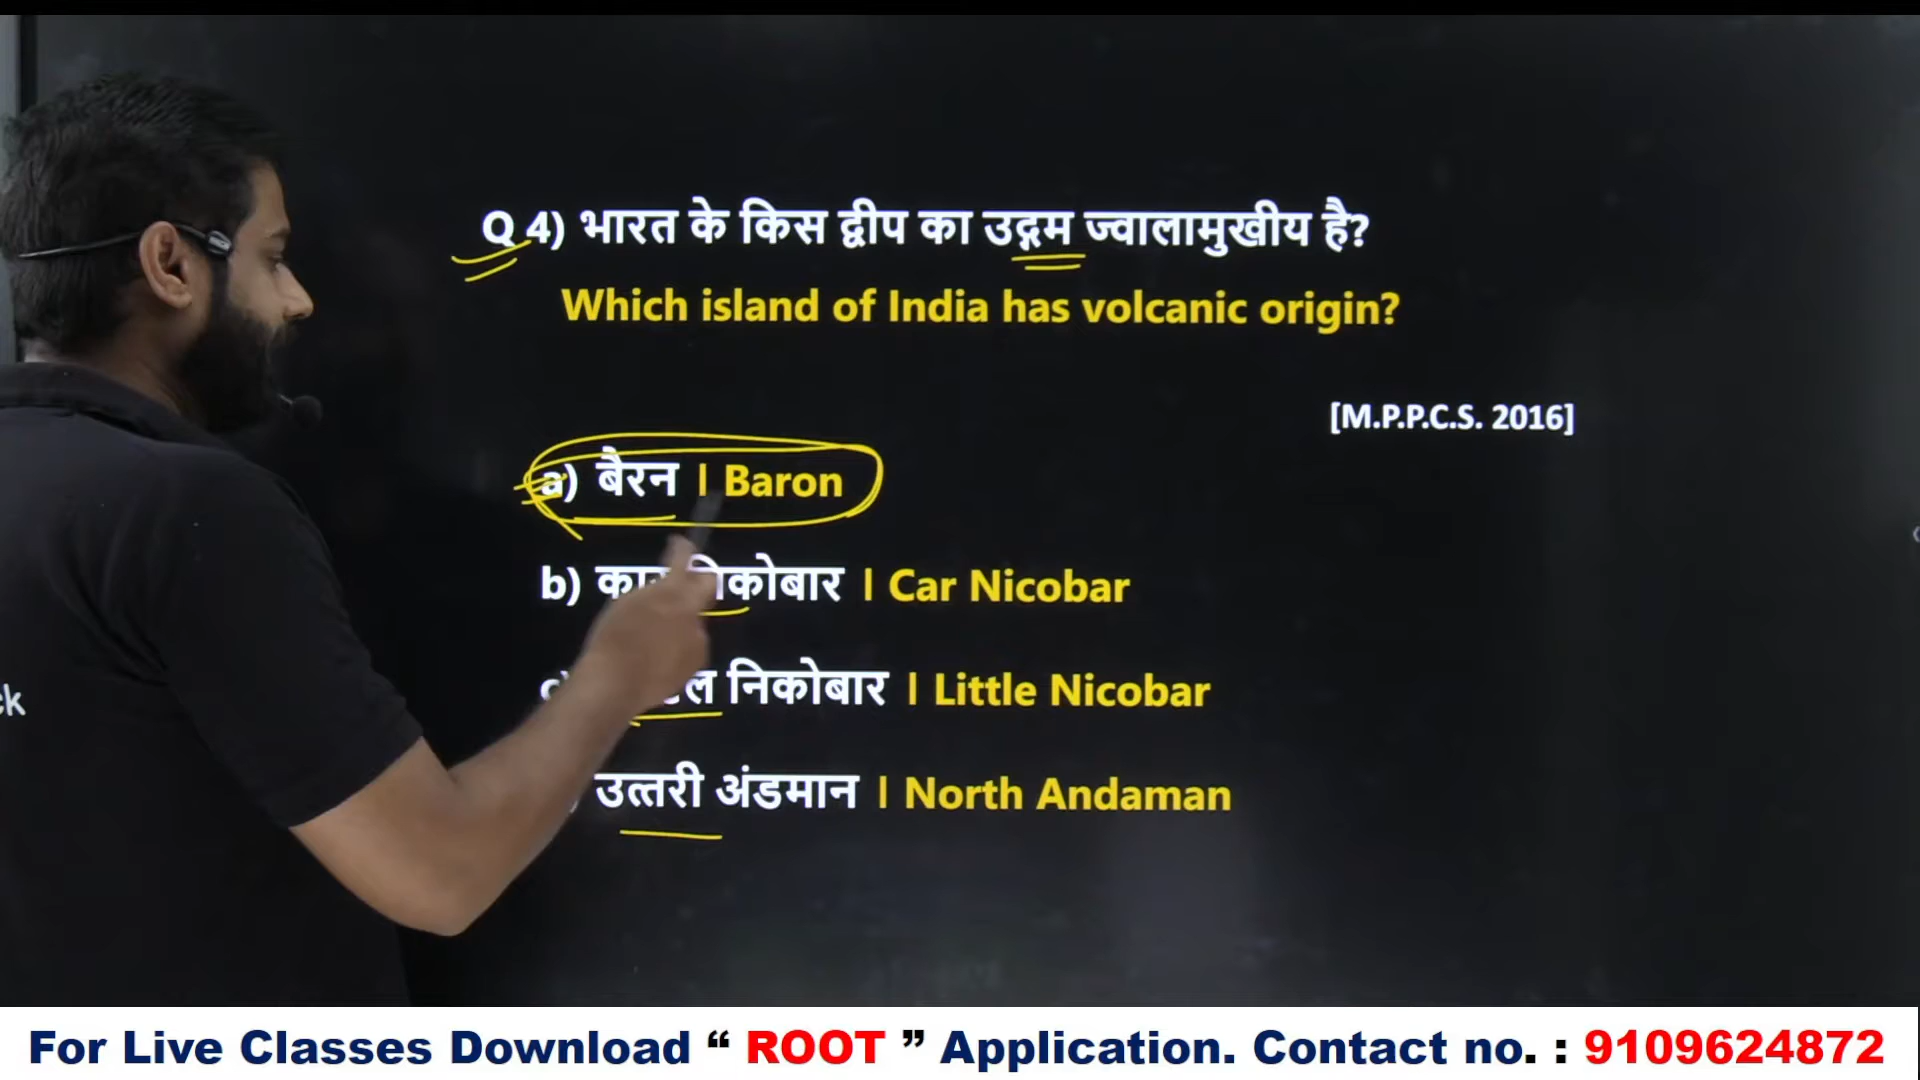 Q 4) भारत के किस द्वीप का उद्गम ज्वालामुखीय है?
Which island of India has volcanic origin?
[M.P.P.C.S. 2016]
a) बैरन | Baron
b) निकोबार | Car Nicobar
निकोबार | Little Nicobar
उत्तरी अंडमान | North Andaman
ck
For Live Classes Download “ ROOT ” Application. Contact no. : 9109624872